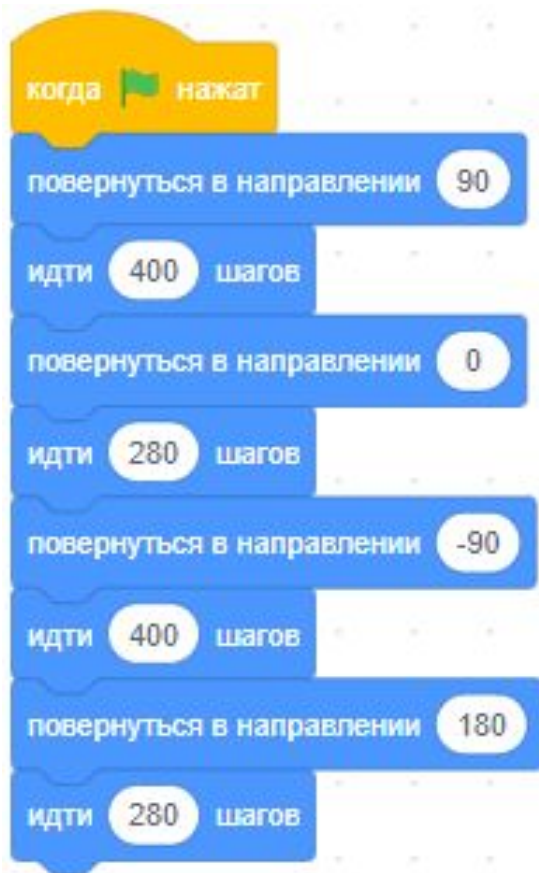 когда нажат
повернуться в направлении 90
идти 400 шагов
повернуться в направлении 0
идти 280 шагов
повернуться в направлении -90
идти 400 шагов
повернуться в направлении 180
идти 280 шагов